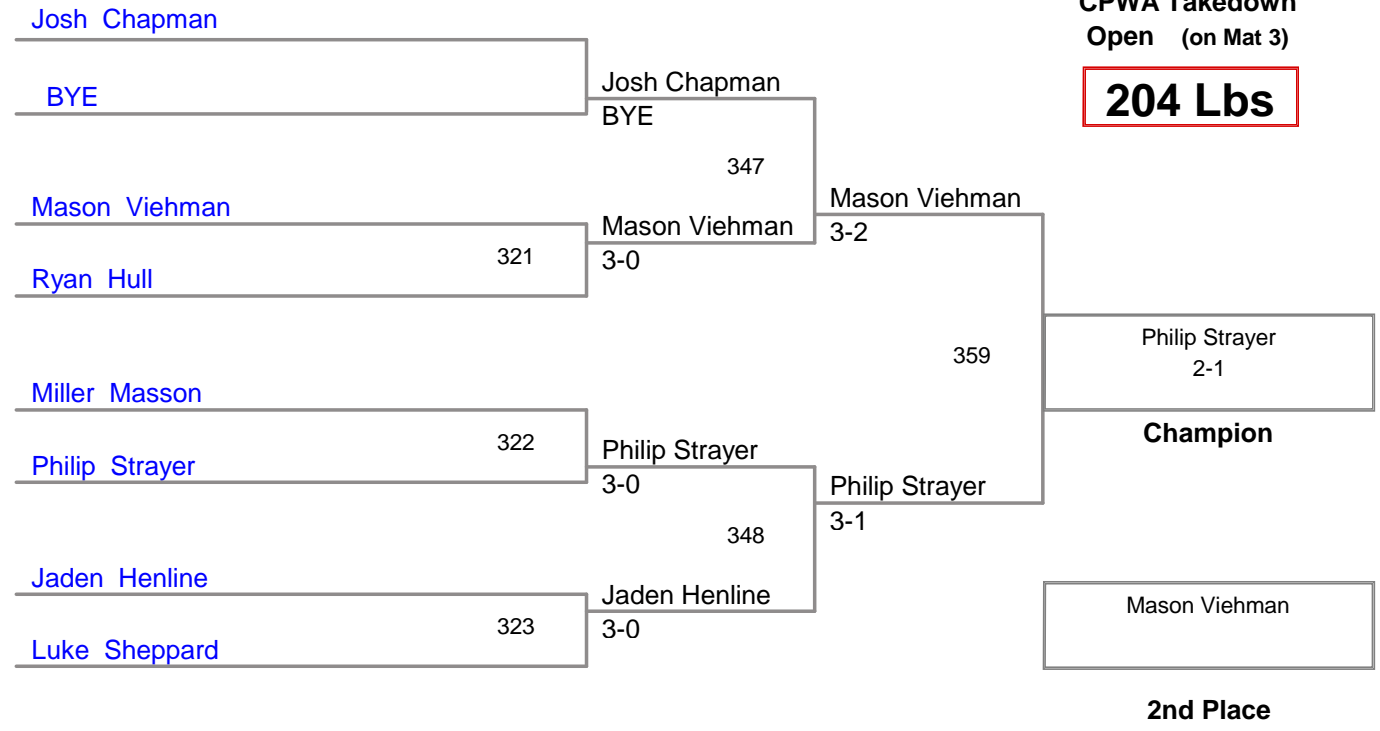 CPWA Takedown
Open (on Mat 3)
204 Lbs
Josh Chapman
BYE
Josh Chapman
BYE
347
Mason Viehman
Ryan Hull
321
Mason Viehman
3-0
Mason Viehman
3-2
359
Philip Strayer
2-1
Champion
Miller Masson
Philip Strayer
322
Philip Strayer
3-0
348
Philip Strayer
3-1
Jaden Henline
Luke Sheppard
323
Jaden Henline
3-0
Mason Viehman
2nd Place